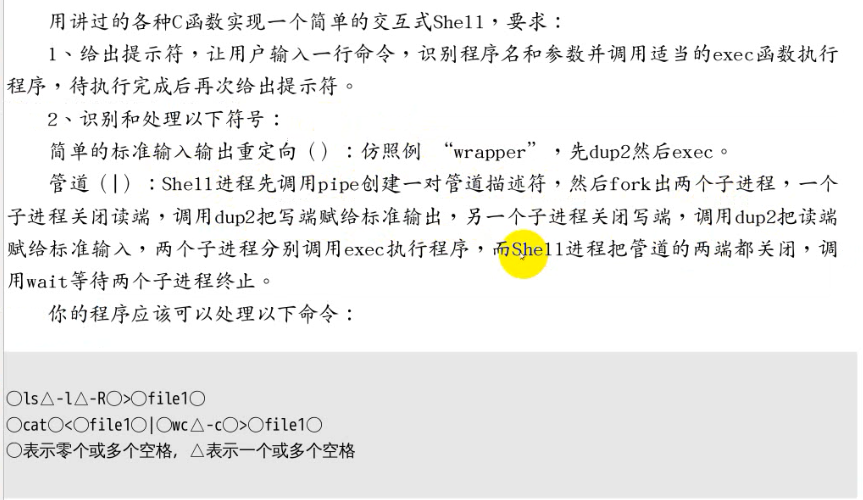 用讲过的各种C函数实现一个简单的交互式Shell，要求：
1、给出提示符，让用户输入一行命令，识别程序名和参数并调用适当的exec函数执行
程序，待执行完成后再次给出提示符。
2、识别和处理以下符号：
简单的标准输入输出重定向（）：仿照例 “wrapper”，先dup2然后exec。
管道（|）：Shell进程先调用pipe创建一对管道描述符，然后fork出两个子进程，一个
子进程关闭读端，调用dup2把写端赋给标准输出，另一个子进程关闭写端，调用dup2把读端
赋给标准输入，两个子进程分别调用exec执行程序，而Shell进程把管道的两端都关闭，调
用wait等待两个子进程终止。
你的程序应该可以处理以下命令：
○ls△-l△-R○>○file1○
○cat○<○file1○|○wc△-c○>○file1○
○表示零个或多个空格，△表示一个或多个空格